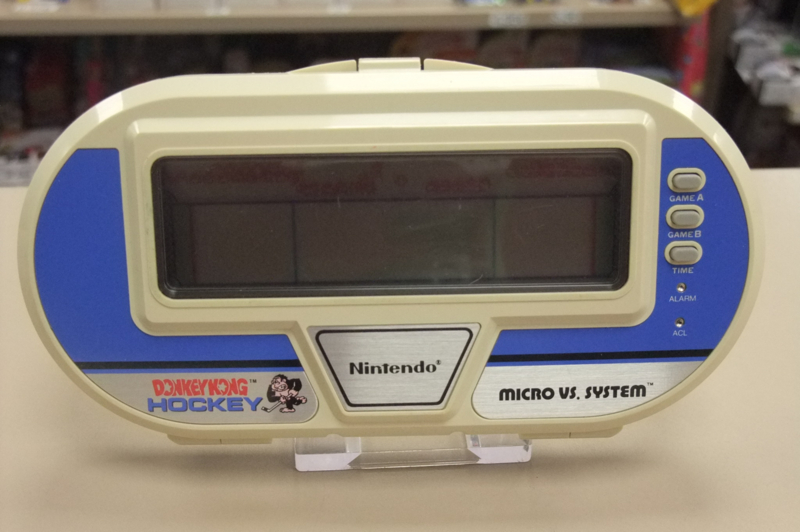 GAME A
GAME B
TIME
ALARM
ACL
DONKEY KONG™
HOCKEY
Nintendo®
MICRO VS. SYSTEM™